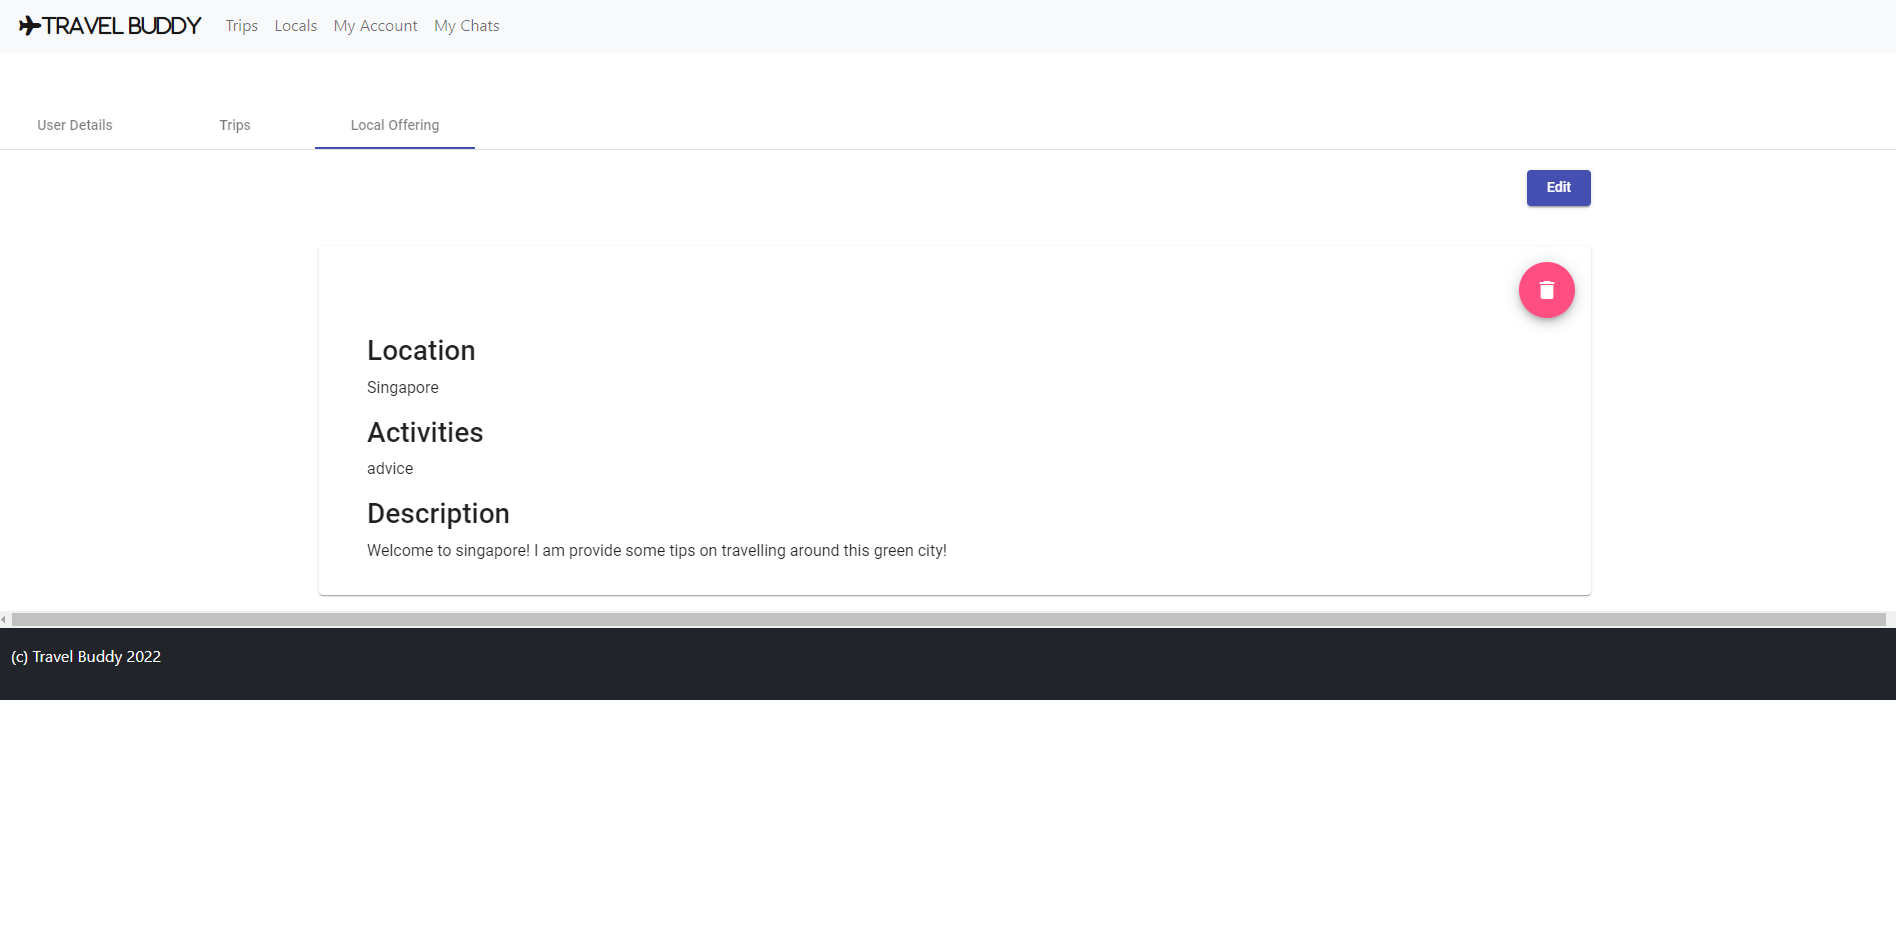 TRAVEL BUDDY Trips Locals My Account My Chats
User Details Trips Local Offering
Edit
Location
Singapore
Activities
advice
Description
Welcome to singapore! I am provide some tips on travelling around this green city!
(c) Travel Buddy 2022